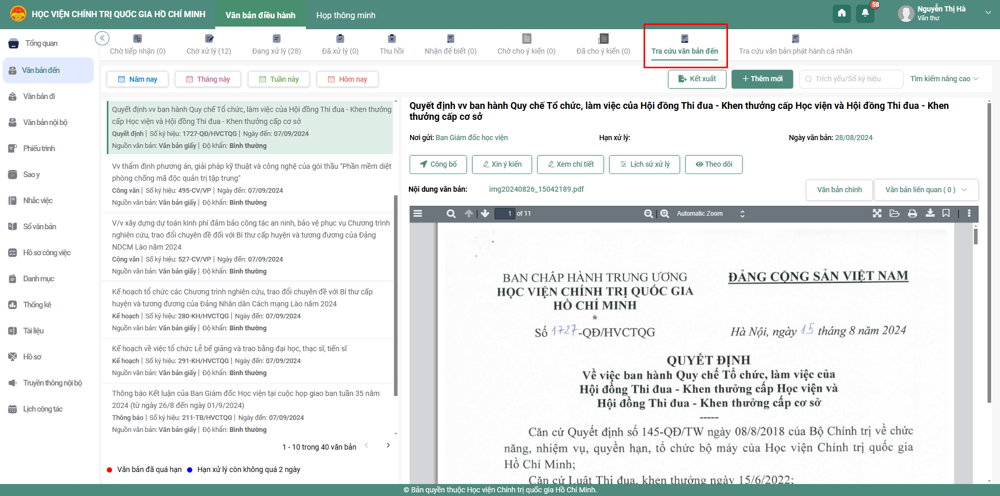 HỌC VIỆN CHÍNH TRỊ QUỐC GIA HỒ CHÍ MINH
Văn bản điều hành
Họp thông minh
58
Nguyễn Thị Hà
Văn thư
Tổng quan
Văn bản đến
Văn bản đi
Văn bản nội bộ
Phiếu trình
Sao y
Nhắc việc
Sổ văn bản
Hồ sơ công việc
Danh mục
Thống kê
Tài liệu
Hồ sơ
Truyền thông nội bộ
Lịch công tác
Chờ tiếp nhận (0)
Chờ xử lý (12)
Đang xử lý (28)
Đã xử lý (0)
Thu hồi
Nhận để biết (0)
Chờ cho ý kiến (0)
Đã cho ý kiến (0)
Tra cứu văn bản đến
Tra cứu văn bản phát hành cá nhân
Năm nay
Tháng này
Tuần này
Hôm nay
Kết xuất
+ Thêm mới
Trích yếu/Số ký hiệu
Tìm kiếm nâng cao
Quyết định vv ban hành Quy chế Tổ chức, làm việc của Hội đồng Thi đua - Khen thưởng
cấp Học viện và Hội đồng Thi đua - Khen thưởng cấp cơ sở
Quyết định | Số ký hiệu: 1727-QĐ/HVCTQG | Ngày đến: 07/09/2024
Nguồn văn bản: Văn bản giấy | Độ khẩn: Bình thường
Vv thẩm định phương án, giải pháp kỹ thuật và công nghệ của gói thầu "Phần mềm diệt
phòng chống mã độc quản trị tập trung"
Công văn | Số ký hiệu: 495-CV/VP | Ngày đến: 07/09/2024
Nguồn văn bản: Văn bản giấy | Độ khẩn: Bình thường
V/v xây dựng dự toán kinh phí đảm bảo công tác an ninh, bảo vệ phục vụ Chương trình
nghiên cứu, trao đổi chuyên đề đối với Bí thư cấp huyện và tương đương của Đảng
NDCM Lào năm 2024
Công văn | Số ký hiệu: 527-CV/VP | Ngày đến: 07/09/2024
Nguồn văn bản: Văn bản giấy | Độ khẩn: Bình thường
Kế hoạch tổ chức các Chương trình nghiên cứu, trao đổi chuyên đề với Bí thư cấp
huyện và tương đương của Đảng Nhân dân Cách mạng Lào năm 2024
Kế hoạch | Số ký hiệu: 280-KH/HVCTQG | Ngày đến: 07/09/2024
Nguồn văn bản: Văn bản giấy | Độ khẩn: Bình thường
Kế hoạch về việc tổ chức Lễ bế giảng và trao bằng đại học, thạc sĩ, tiến sĩ
Kế hoạch | Số ký hiệu: 291-KH/HVCTQG | Ngày đến: 07/09/2024
Nguồn văn bản: Văn bản giấy | Độ khẩn: Bình thường
Thông báo Kết luận của Ban Giám đốc Học viện tại cuộc họp giao ban tuần 35 năm
2024 (từ ngày 26/8 đến ngày 01/9/2024)
Thông báo | Số ký hiệu: 211-TB/HVCTQG | Ngày đến: 07/09/2024
Nguồn văn bản: Văn bản giấy | Độ khẩn: Bình thường
1 - 10 trong 40 văn bản
Văn bản đã quá hạn
Hạn xử lý còn không quá 2 ngày
Quyết định vv ban hành Quy chế Tổ chức, làm việc của Hội đồng Thi đua - Khen thưởng cấp Học viện và Hội đồng Thi đua - Khen
thưởng cấp cơ sở
Nơi gửi: Ban Giám đốc học viện
Hạn xử lý:
Ngày văn bản: 28/08/2024
Công bố
Xin ý kiến
Xem chi tiết
Lịch sử xử lý
Theo dõi
Nội dung văn bản:
img20240826_15042189.pdf
Văn bản chính
Văn bản liên quan ( 0 )
1 of 11
Automatic Zoom
BAN CHẤP HÀNH TRUNG ƯƠNG
HỌC VIỆN CHÍNH TRỊ QUỐC GIA
HỒ CHÍ MINH
*
Số 1727-QĐ/HVCTQG
ĐẢNG CỘNG SẢN VIỆT NAM
Hà Nội, ngày 15 tháng 8 năm 2024
QUYẾT ĐỊNH
Về việc ban hành Quy chế Tổ chức, làm việc của
Hội đồng Thi đua - Khen thưởng cấp Học viện và
Hội đồng Thi đua - Khen thưởng cấp cơ sở
-----
Căn cứ Quyết định số 145-QĐ/TW ngày 08/8/2018 của Bộ Chính trị về chức
năng, nhiệm vụ, quyền hạn, tổ chức bộ máy của Học viện Chính trị quốc gia
Hồ Chí Minh;
Căn cứ Luật Thi đua, khen thưởng ngày 15/6/2022;
© Bản quyền thuộc Học viện Chính trị quốc gia Hồ Chí Minh.